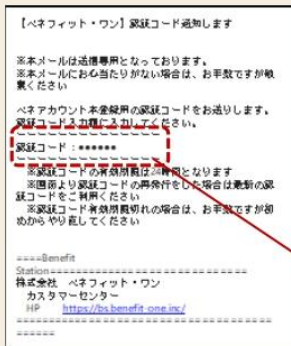 【ベネフィット・ワン】認証コード通知します
※本メールは送信専用となっております。
※本メールにお心当たりがない場合は、お手数ですが破
棄ください
ベネアカウント本登録用の認証コードをお送りします。
認証コード入力欄に入力してください。
~~~~~~~~~~~~~~~
認証コード：******
~~~~~~~~~~~~~~~
※認証コードの有効期間は24時間となります
※画面より認証コードの再発行をした場合は最新の認
証コードをご利用ください
※認証コード有効期間切れの場合は、お手数ですが初
めからやり直してください
====Benefit
Station==============================
株式会社 ベネフィット・ワン
カスタマーセンター
HP https://bs.benefit-one.inc/
=====================================
======